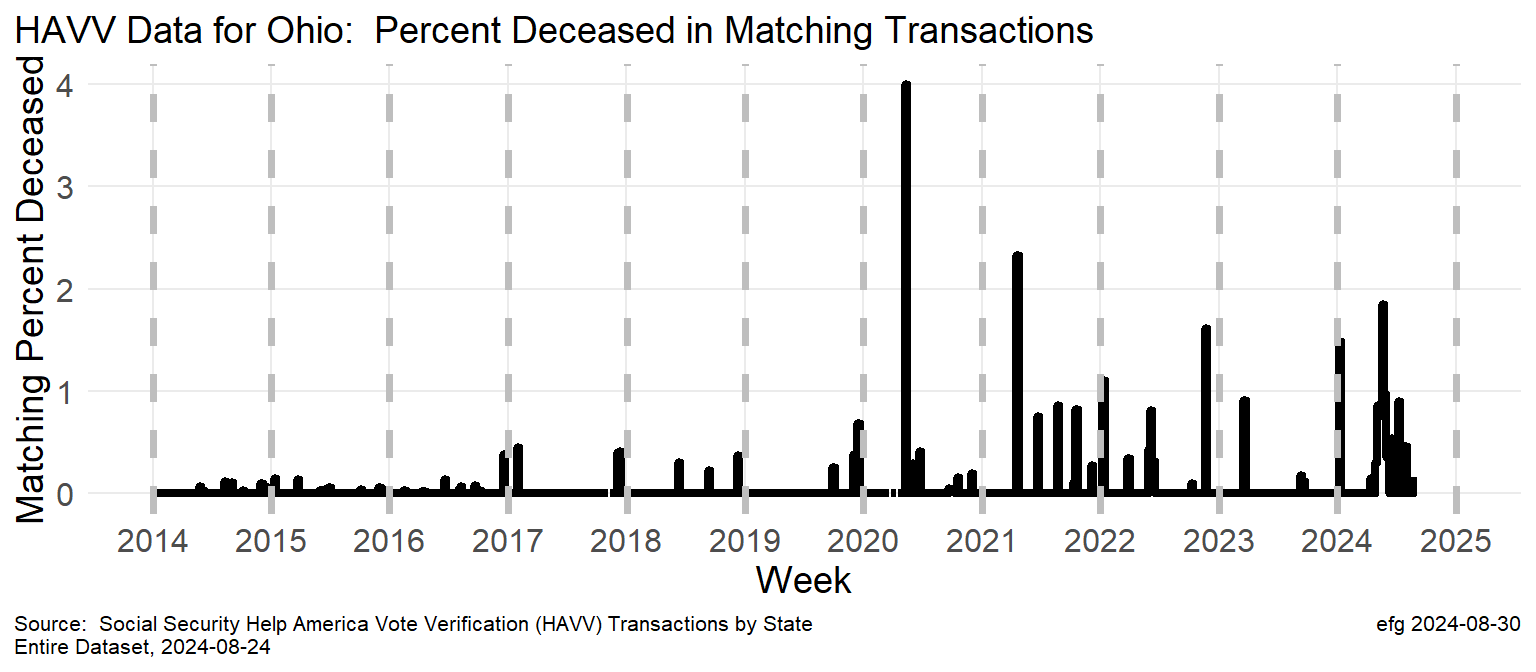 HAVV Data for Ohio:  Percent Deceased in Matching Transactions
Matching Percent Deceased
4
3
2
1
0
2014 2015 2016 2017 2018 2019 2020 2021 2022 2023 2024 2025
Week
Source:  Social Security Help America Vote Verification (HAVV) Transactions by State
Entire Dataset, 2024-08-24
efg 2024-08-30